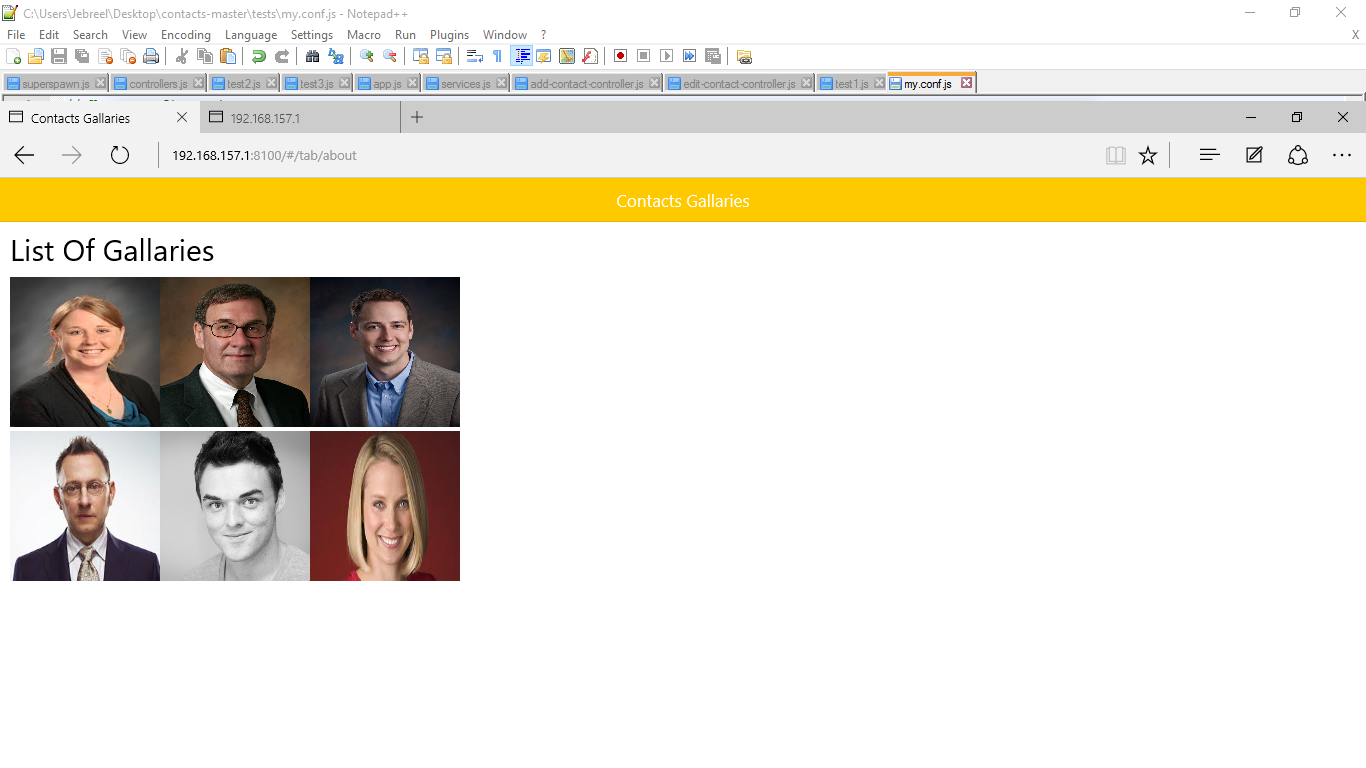 C:\Users\Jebreel\Desktop\contacts-master\tests\my.conf.js - Notepad++
File Edit Search View Encoding Language Settings Macro Run Plugins Window ? X
superspawn.js controllers.js test2.js test3.js app.js services.js add-contact-controller.js edit-contact-controller.js test1.js my.conf.js
Contacts Gallaries 192.168.157.1
192.168.157.1:8100/#/tab/about
Contacts Gallaries
List Of Gallaries